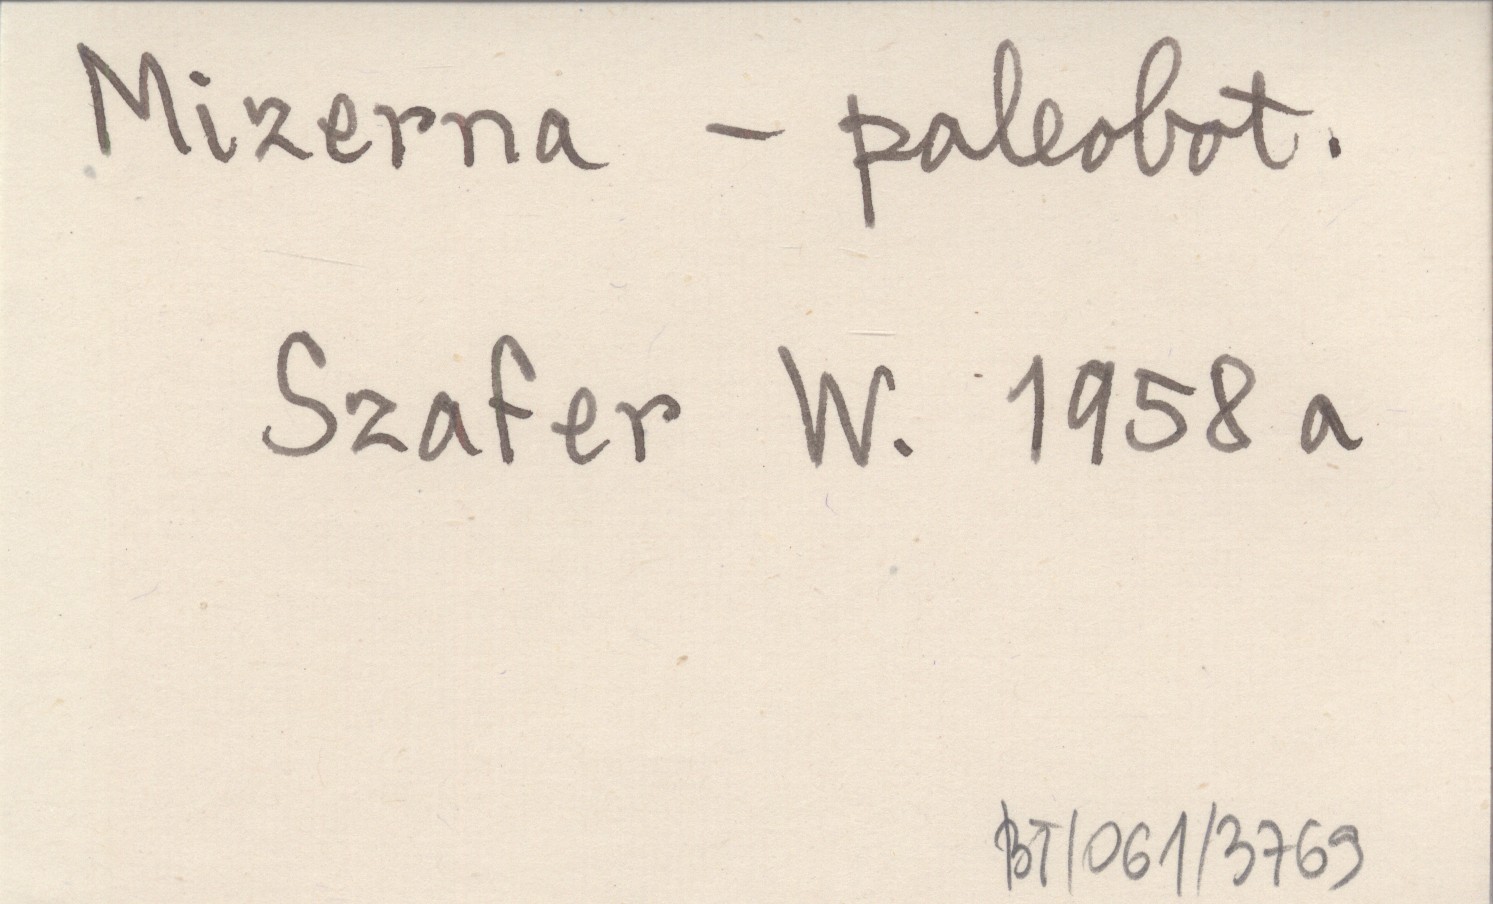 Mizerna - paleobot.
Szafer W. 1958 a
BT/061/3769